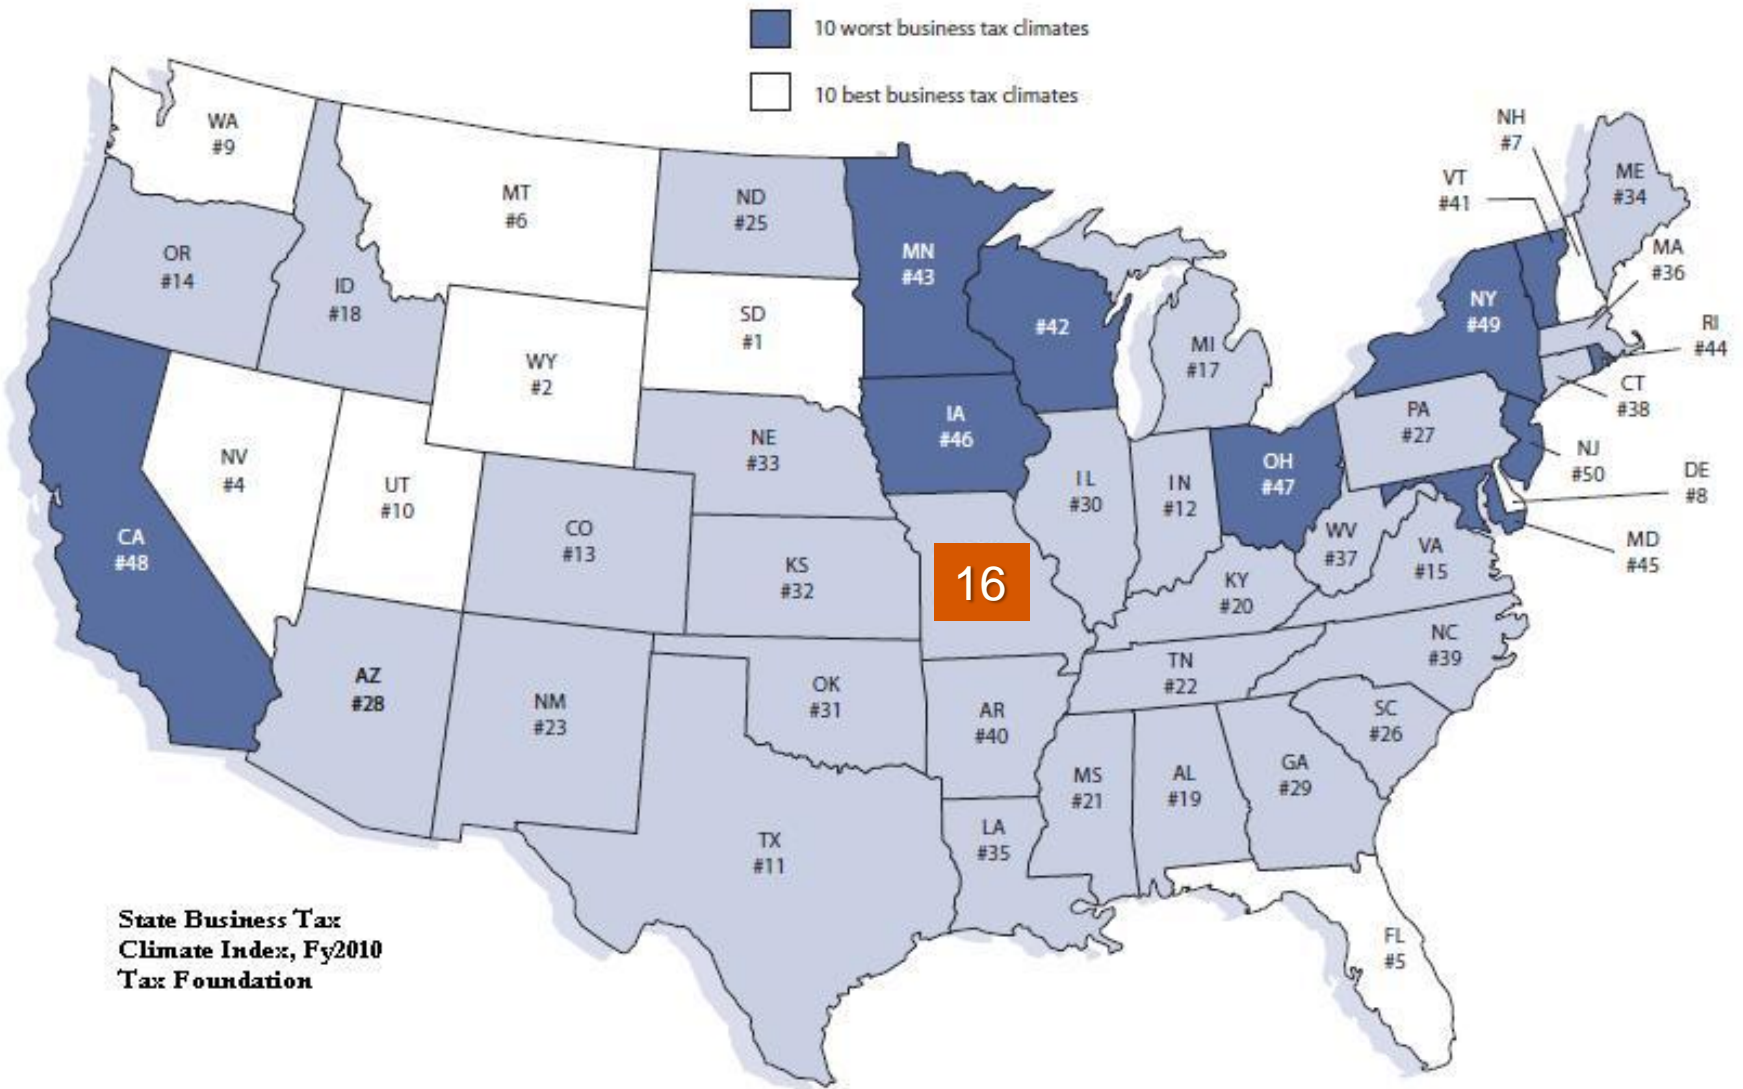 10 worst business tax climates
10 best business tax climates
WA
#9
MT
#6
ND
#25
MN
#43
OR
#14
ID
#18
SD
#1
WY
#2
#42
MI
#17
NY
#49
VT
#41
NH
#7
ME
#34
MA
#36
RI
#44
CT
#38
NJ
#50
DE
#8
MD
#45
PA
#27
OH
#47
IA
#46
NE
#33
IL
#30
IN
#12
NV
#4
UT
#10
CA
#48
CO
#13
KS
#32
16
WV
#37
VA
#15
KY
#20
NC
#39
TN
#22
AZ
#28
NM
#23
OK
#31
AR
#40
SC
#26
MS
#21
AL
#19
GA
#29
TX
#11
LA
#35
FL
#5
State Business Tax
Climate Index, Fy2010
Tax Foundation